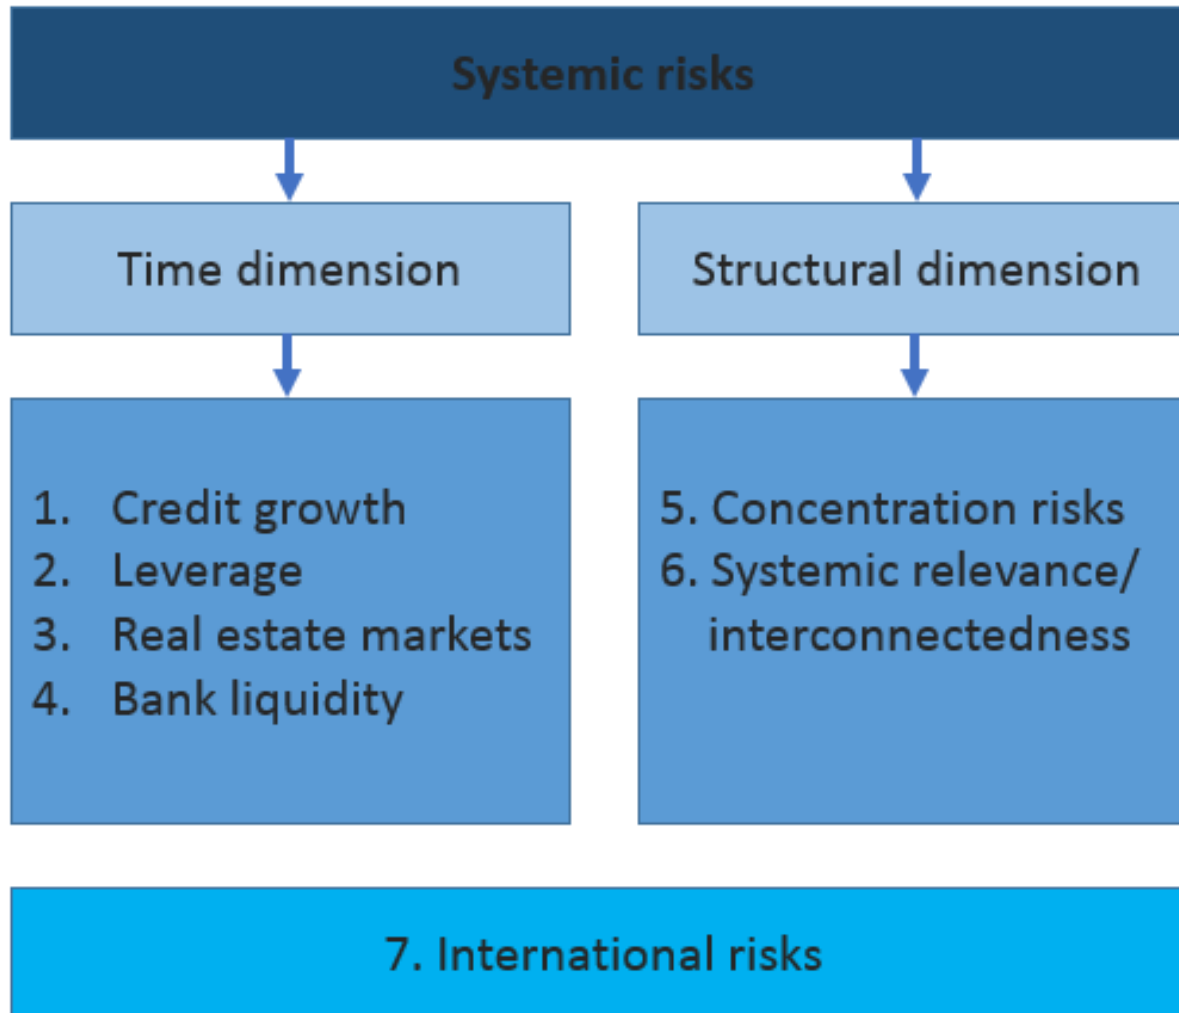 Systemic risks
Time dimension
Structural dimension
1. Credit growth
2. Leverage
3. Real estate markets
4. Bank liquidity
5. Concentration risks
6. Systemic relevance/
interconnectedness
7. International risks